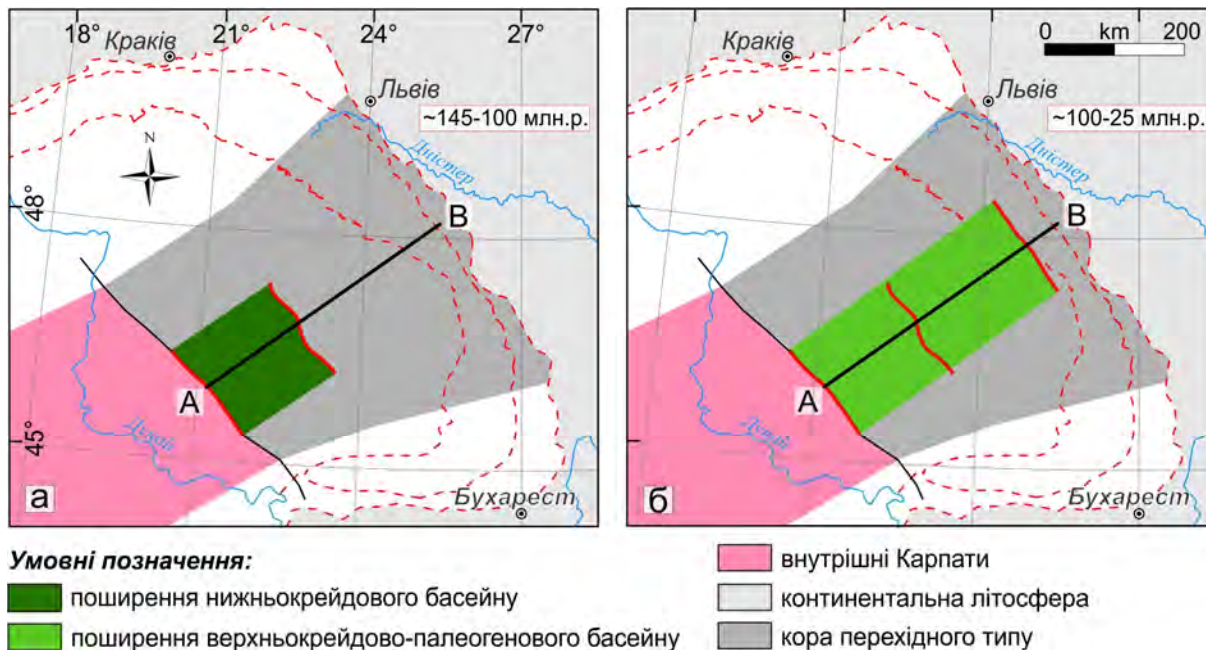 18° 21° 24° 27°
Краків
Львів
~145-100 млн.р.
N
Дністер
48°
B
A
45°
Дунай
Бухарест
а
0 km 200
Краків
Львів
~100-25 млн.р.
Дністер
B
A
Дунай
Бухарест
б
Умовні позначення:
поширення нижньокрейдового басейну
поширення верхньокрейдово-палеогенового басейну
внутрішні Карпати
континентальна літосфера
кора перехідного типу